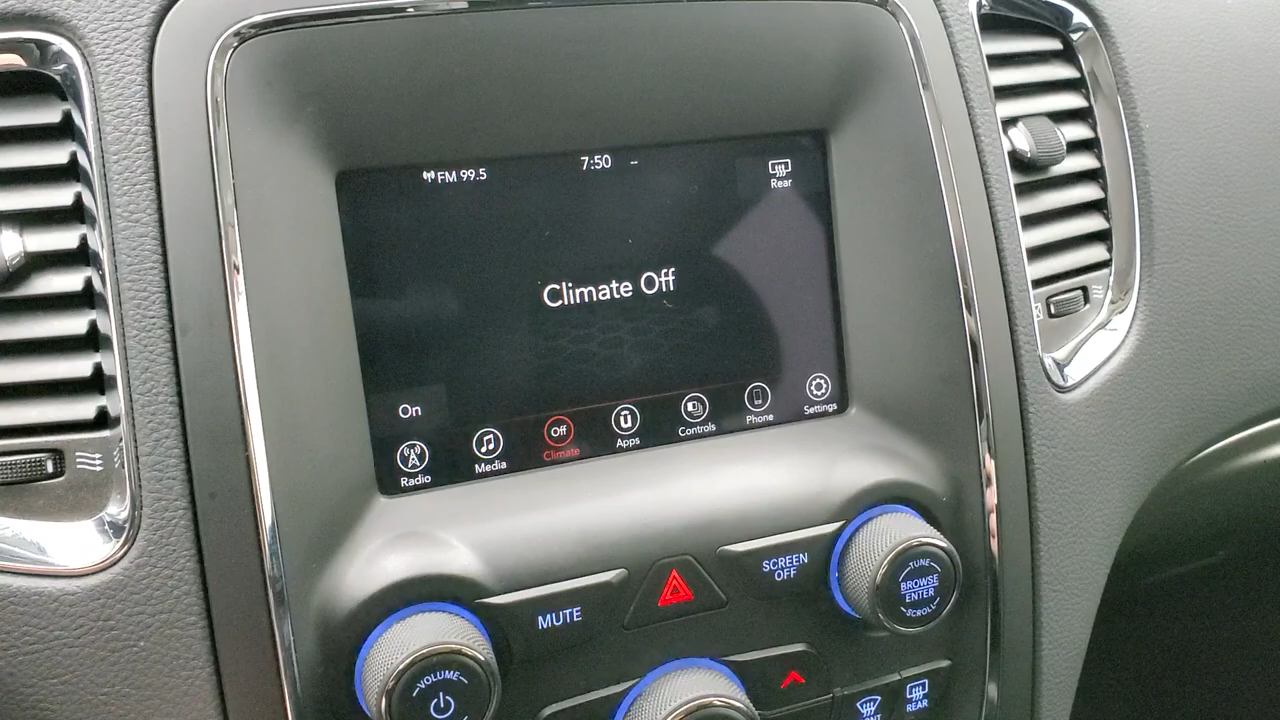 FM 99.5
7:50 --
Rear
Climate Off
On
Radio
Media
Off
Climate
Apps
Controls
Phone
Settings
MUTE
SCREEN
OFF
TUNE
BROWSE
ENTER
SCROLL
VOLUME
REAR